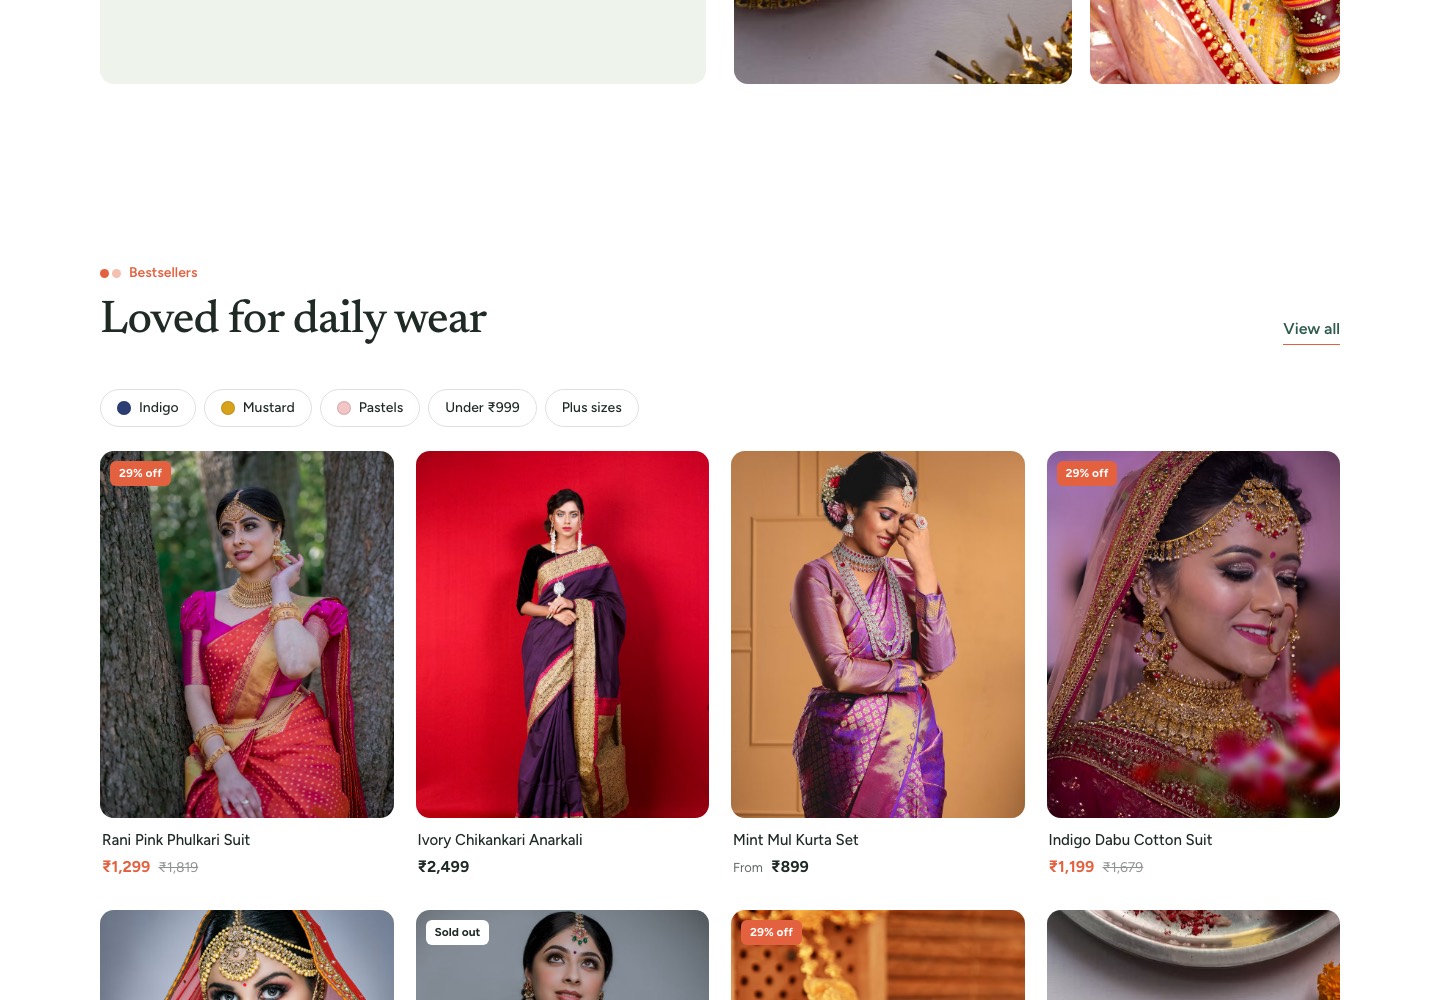 Bestsellers
Loved for daily wear
View all
Indigo
Mustard
Pastels
Under ₹999
Plus sizes
29% off
29% off
Rani Pink Phulkari Suit
₹1,299 ₹1,819
Ivory Chikankari Anarkali
₹2,499
Mint Mul Kurta Set
From ₹899
Indigo Dabu Cotton Suit
₹1,199 ₹1,679
Sold out
29% off